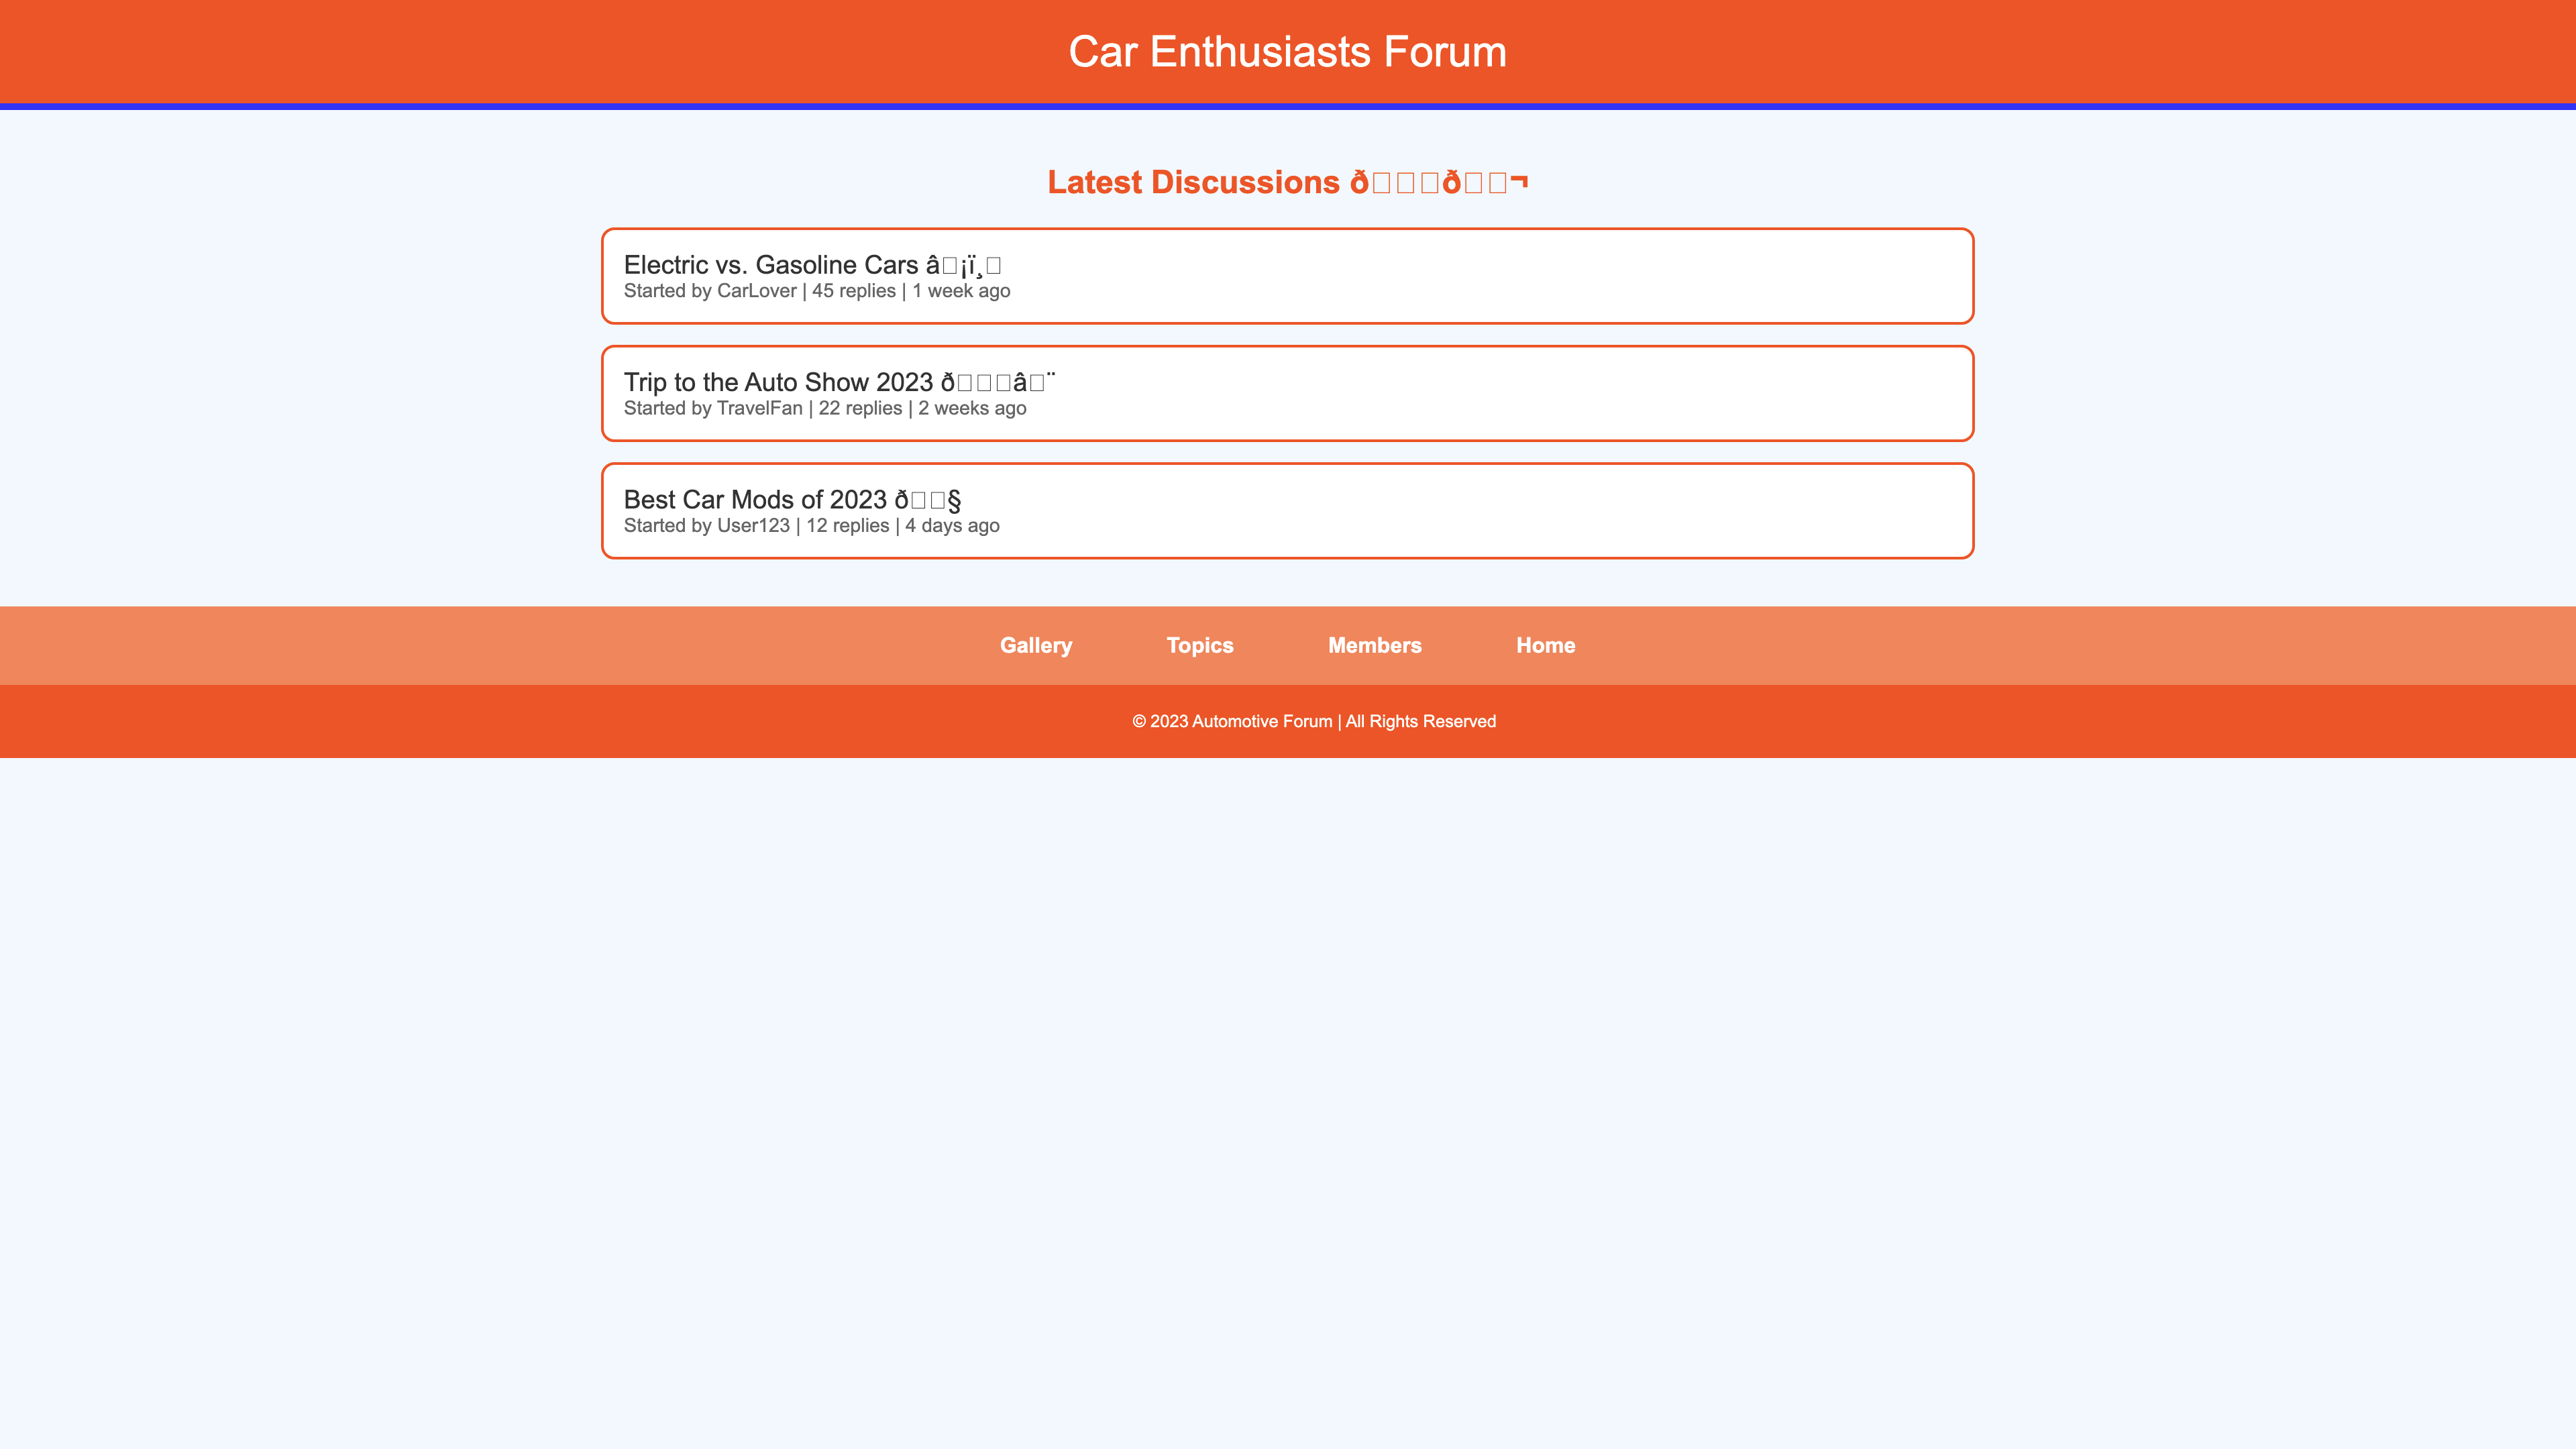 Car Enthusiasts Forum
Latest Discussions ð□□□ð□□¬
Electric vs. Gasoline Cars â□¡ï¸□
Started by CarLover | 45 replies | 1 week ago
Trip to the Auto Show 2023 ð□□□â□¨
Started by TravelFan | 22 replies | 2 weeks ago
Best Car Mods of 2023 ð□□§
Started by User123 | 12 replies | 4 days ago
Gallery Topics Members Home
© 2023 Automotive Forum | All Rights Reserved